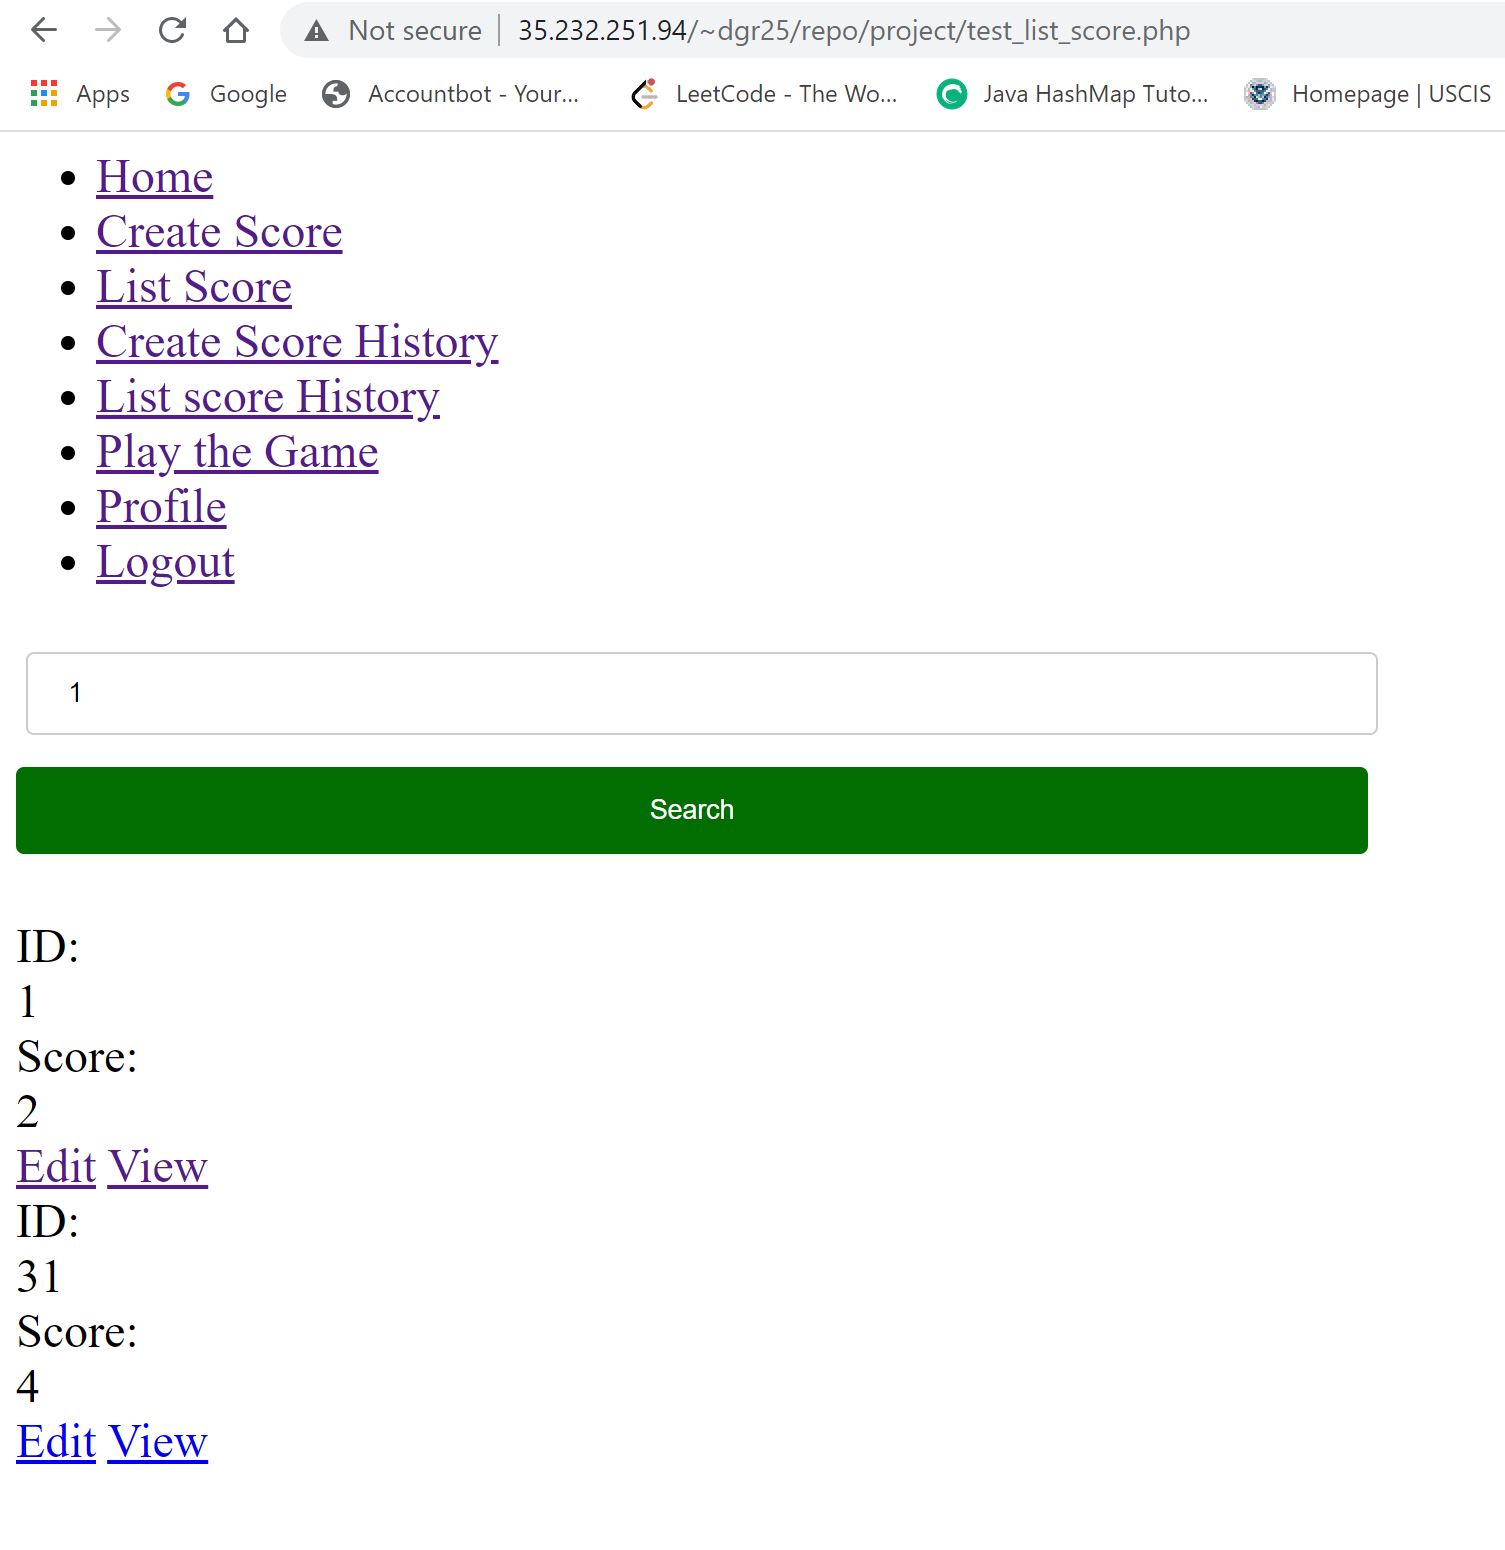 Not secure | 35.232.251.94/~dgr25/repo/project/test_list_score.php
Apps Google Accountbot - Your... LeetCode - The Wo... Java HashMap Tuto... Homepage | USCIS
Home
Create Score
List Score
Create Score History
List score History
Play the Game
Profile
Logout
1
Search
ID:
1
Score:
2
Edit View
ID:
31
Score:
4
Edit View